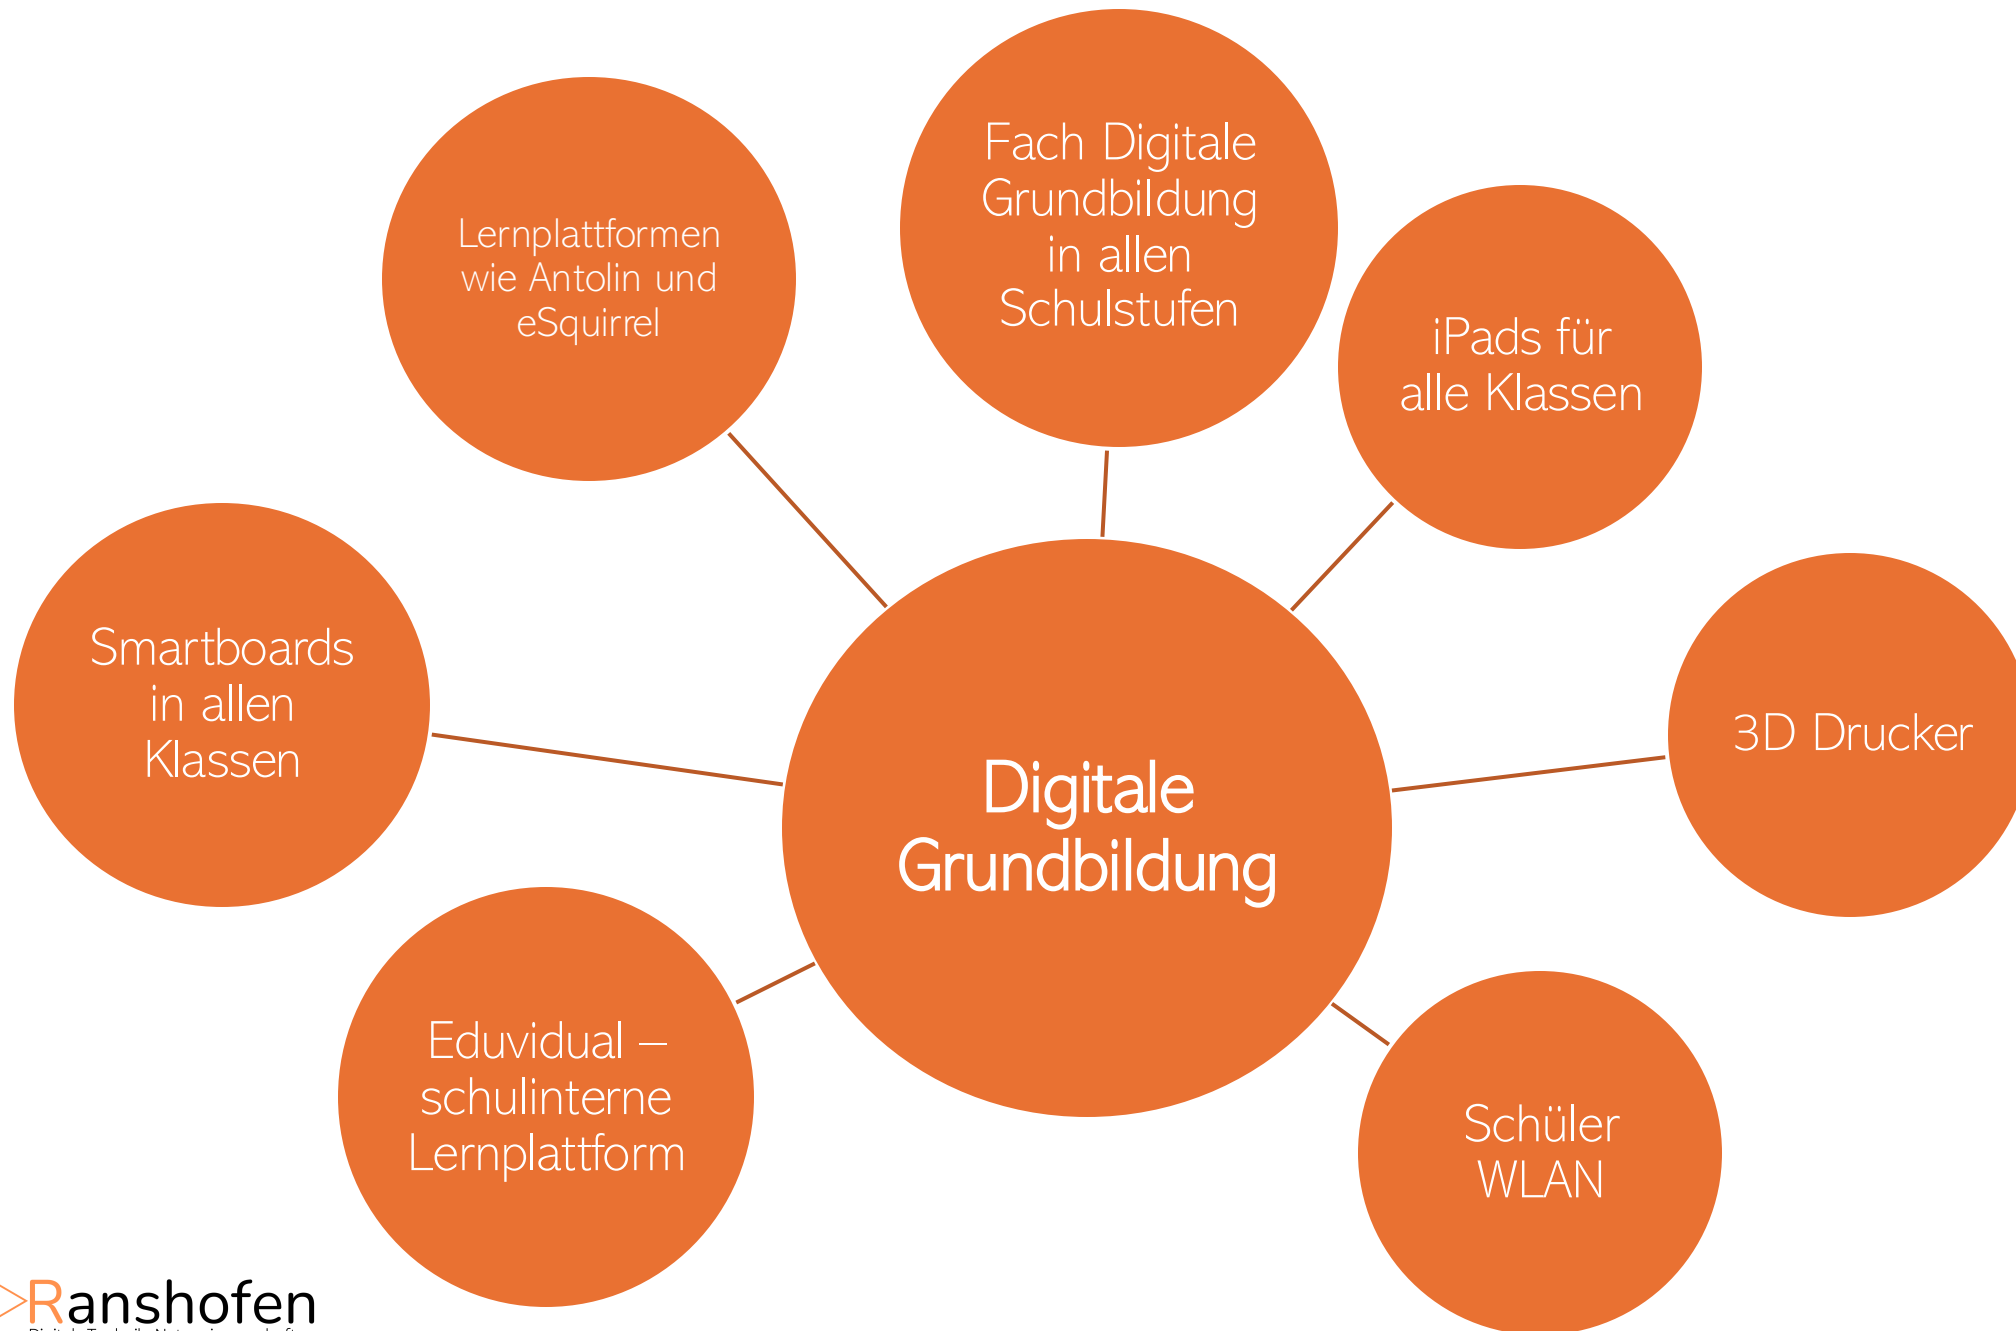 Fach Digitale
Grundbildung
in allen
Schulstufen
Lernplattformen
wie Antolin und
eSquirrel
iPads für
alle Klassen
Smartboards
in allen
Klassen
3D Drucker
Digitale
Grundbildung
Eduvidual –
schulinterne
Lernplattform
Schüler
WLAN
Ranshofen